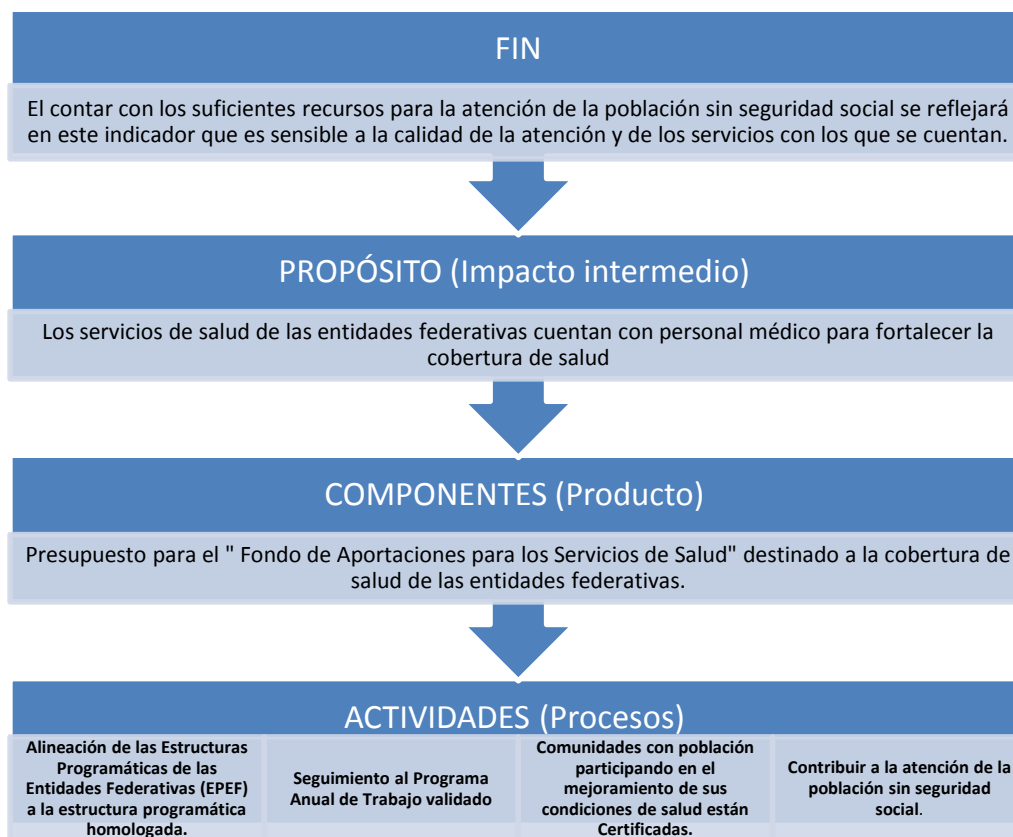 FIN
El contar con los suficientes recursos para la atención de la población sin seguridad social se reflejará
en este indicador que es sensible a la calidad de la atención y de los servicios con los que se cuentan.
PROPÓSITO (Impacto intermedio)
Los servicios de salud de las entidades federativas cuentan con personal médico para fortalecer la
cobertura de salud
COMPONENTES (Producto)
Presupuesto para el " Fondo de Aportaciones para los Servicios de Salud" destinado a la cobertura de
salud de las entidades federativas.
ACTIVIDADES (Procesos)
Alineación de las Estructuras
Programáticas de las
Entidades Federativas (EPEF)
a la estructura programática
homologada.
Seguimiento al Programa
Anual de Trabajo validado
Comunidades con población
participando en el
mejoramiento de sus
condiciones de salud están
Certificadas.
Contribuir a la atención de la
población sin seguridad
social.